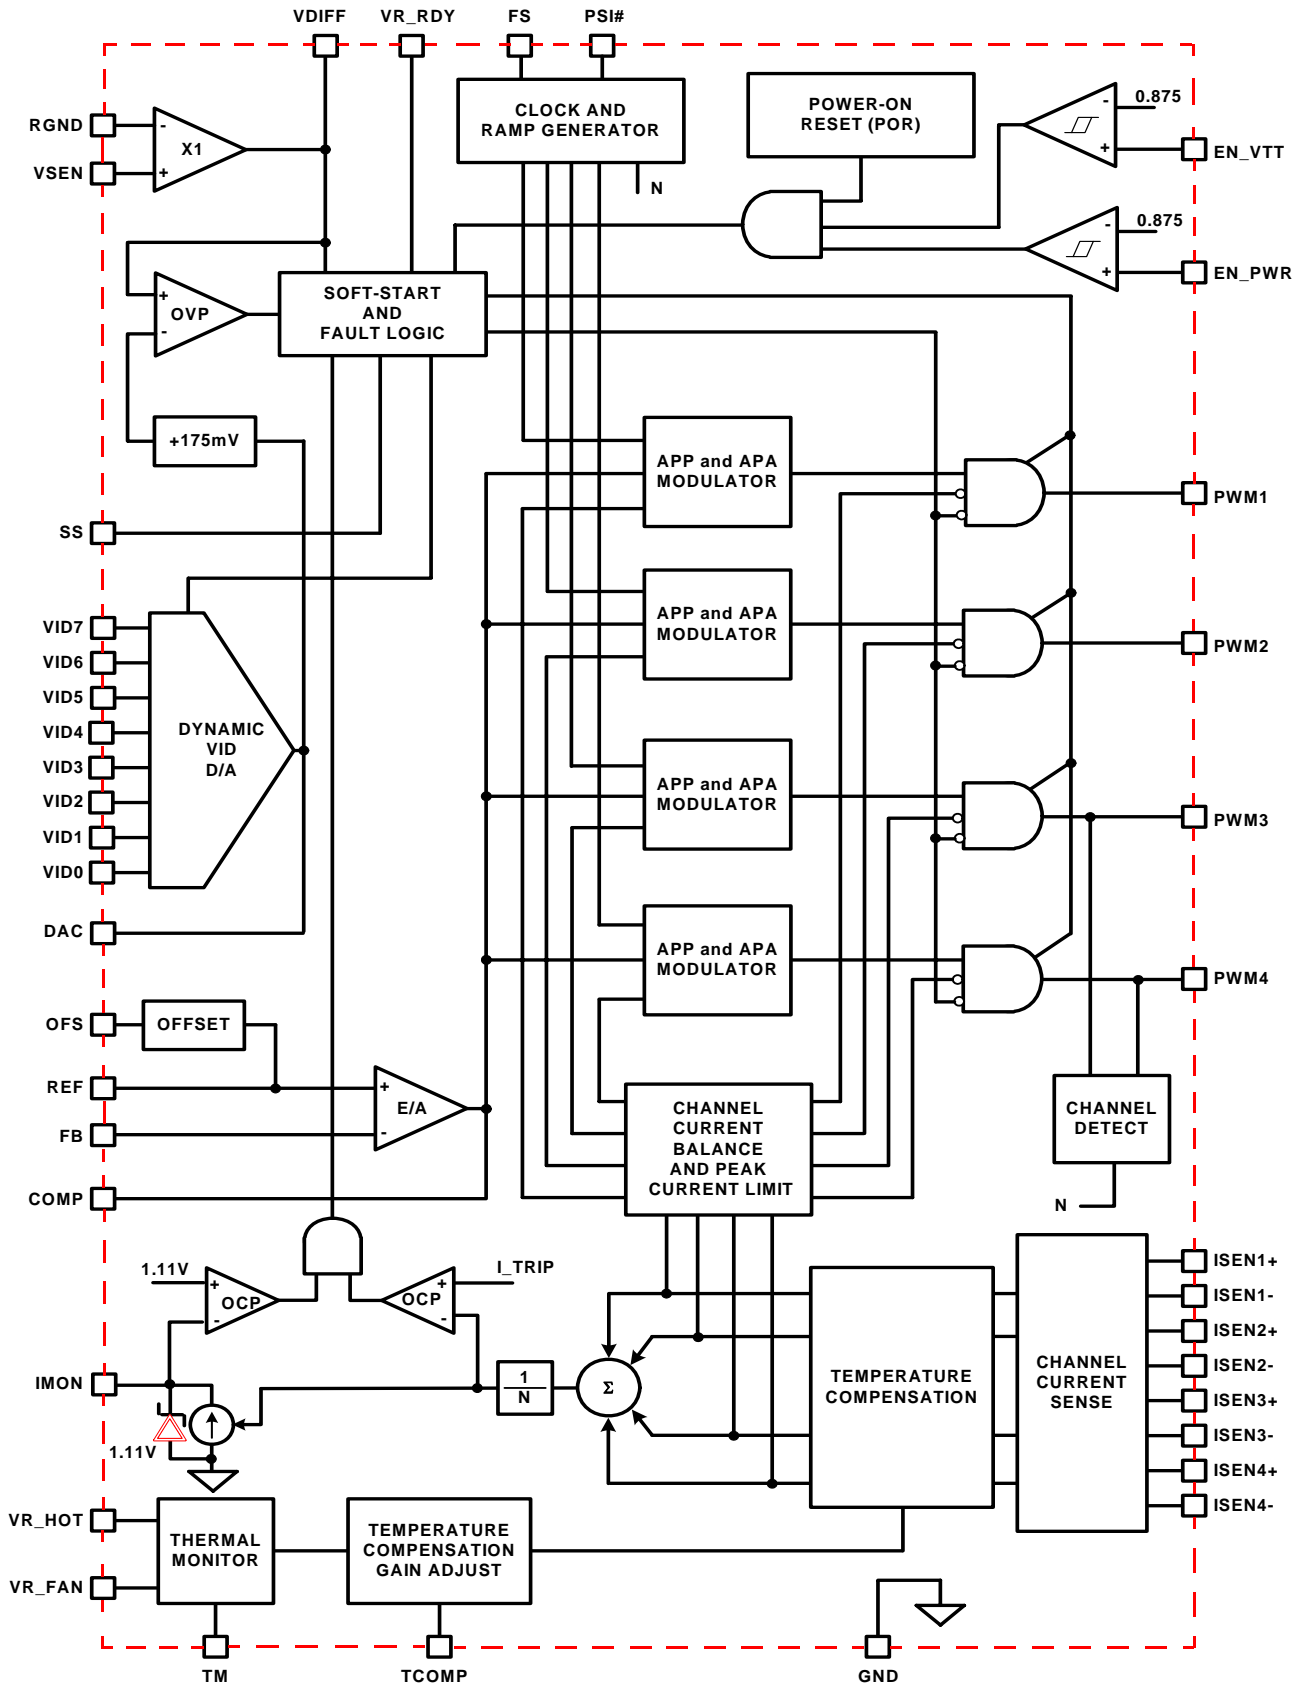 VDIFF
VR_RDY
FS
PSI#
RGND
VSEN
-
X1
+
CLOCK AND
RAMP GENERATOR
N
POWER-ON
RESET (POR)
-
0.875
+
EN_VTT
-
0.875
+
EN_PWR
+
OVP
-
SOFT-START
AND
FAULT LOGIC
+175mV
SS
APP and APA
MODULATOR
PWM1
APP and APA
MODULATOR
PWM2
APP and APA
MODULATOR
PWM3
APP and APA
MODULATOR
PWM4
VID7
VID6
VID5
VID4
VID3
VID2
VID1
VID0
DYNAMIC
VID
D/A
DAC
OFS
OFFSET
REF
FB
+
E/A
-
COMP
CHANNEL
CURRENT
BALANCE
AND PEAK
CURRENT LIMIT
CHANNEL
DETECT
N
1.11V
+
OCP
-
I_TRIP
+
OCP
-
IMON
1.11V
1
N
Σ
TEMPERATURE
COMPENSATION
CHANNEL
CURRENT
SENSE
ISEN1+
ISEN1-
ISEN2+
ISEN2-
ISEN3+
ISEN3-
ISEN4+
ISEN4-
VR_HOT
VR_FAN
THERMAL
MONITOR
TEMPERATURE
COMPENSATION
GAIN ADJUST
TM
TCOMP
GND